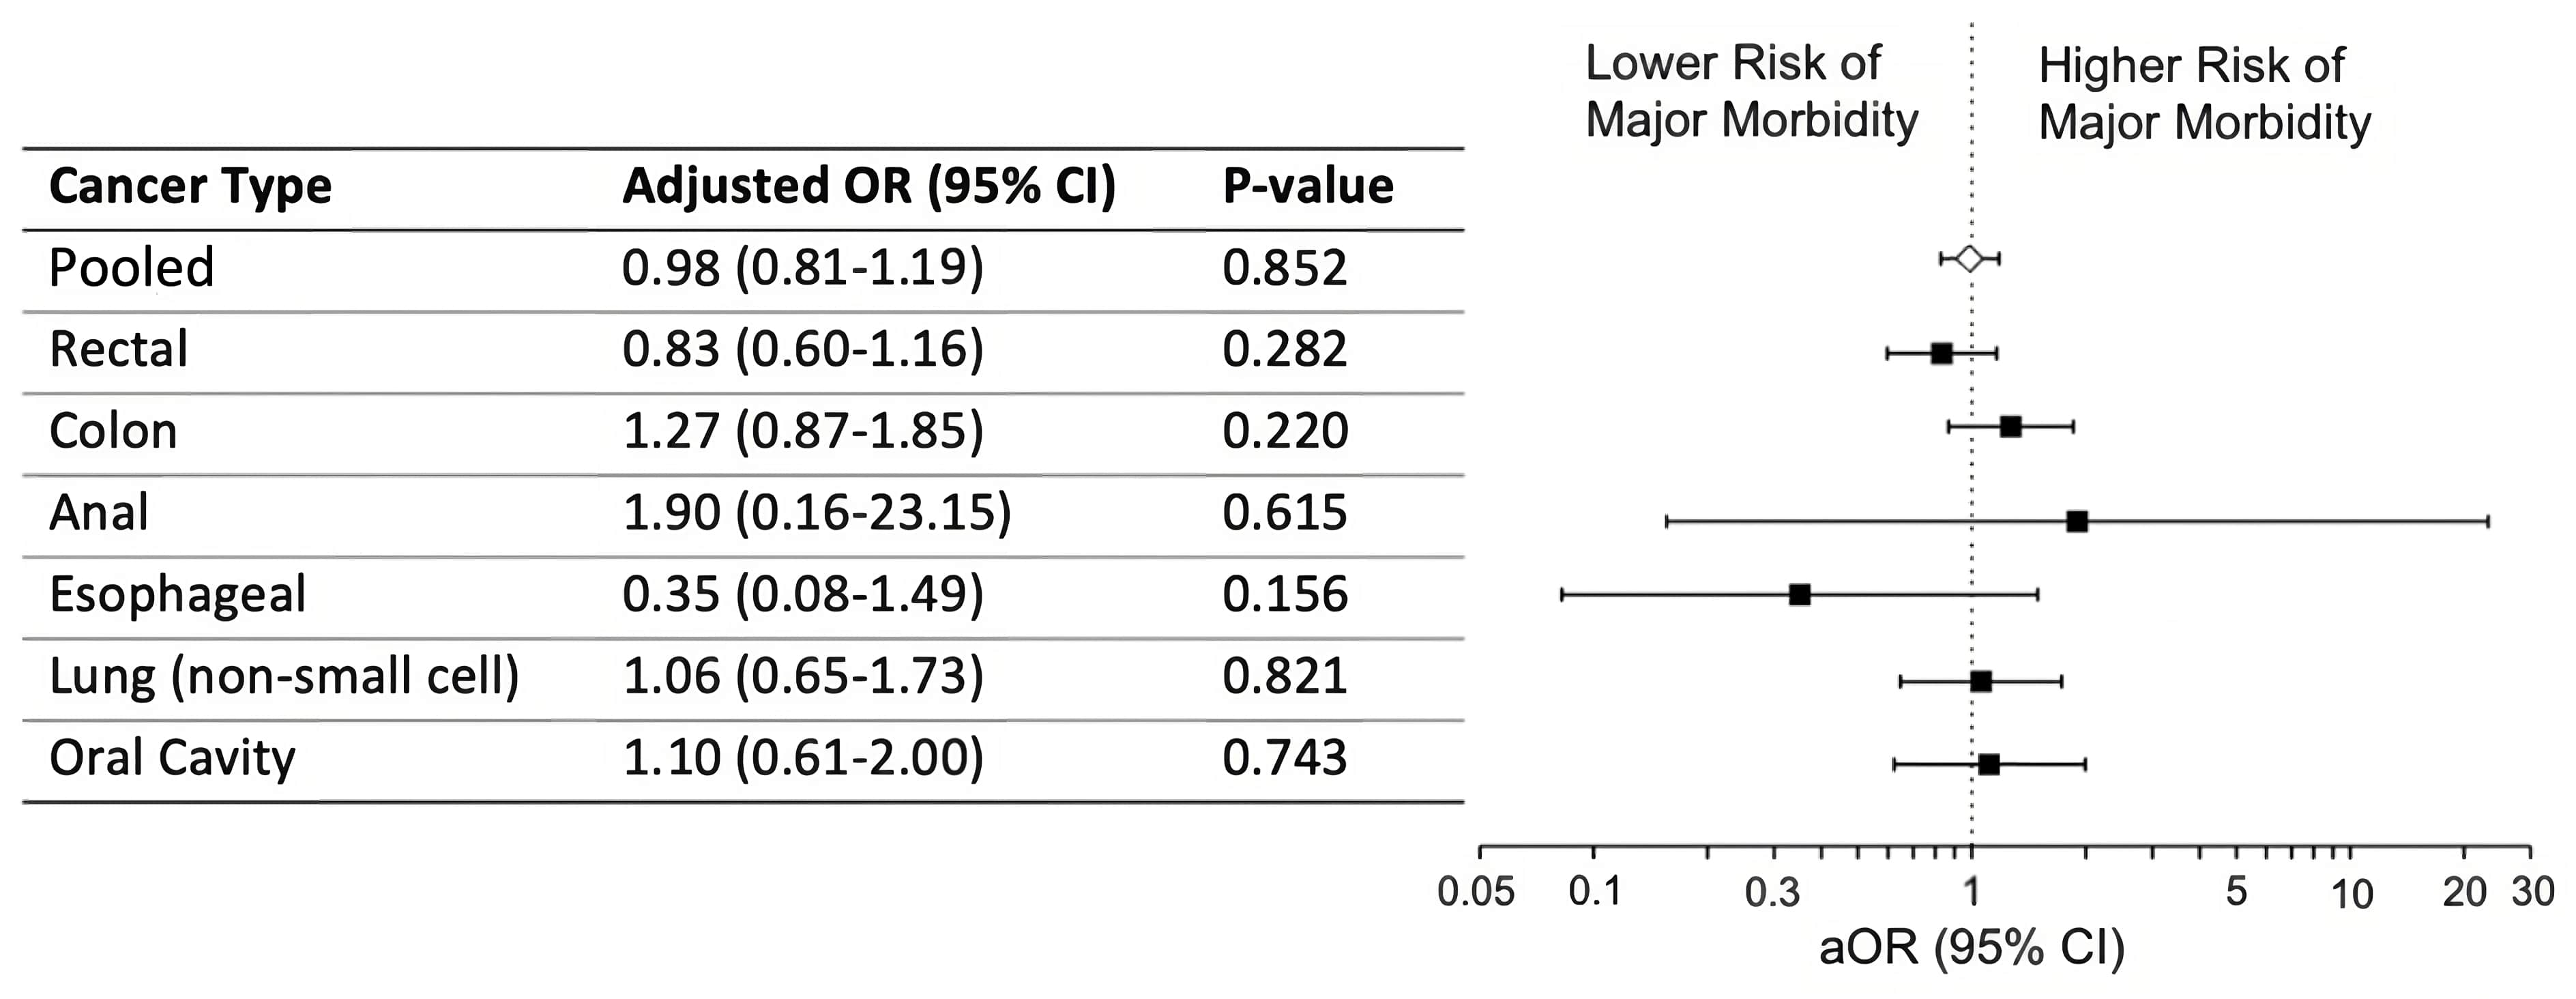 Lower Risk of
Major Morbidity
Higher Risk of
Major Morbidity
Cancer Type Adjusted OR (95% CI) P-value
Pooled 0.98 (0.81-1.19) 0.852
Rectal 0.83 (0.60-1.16) 0.282
Colon 1.27 (0.87-1.85) 0.220
Anal 1.90 (0.16-23.15) 0.615
Esophageal 0.35 (0.08-1.49) 0.156
Lung (non-small cell) 1.06 (0.65-1.73) 0.821
Oral Cavity 1.10 (0.61-2.00) 0.743
0.05 0.1 0.3 1 5 10 20 30
aOR (95% CI)